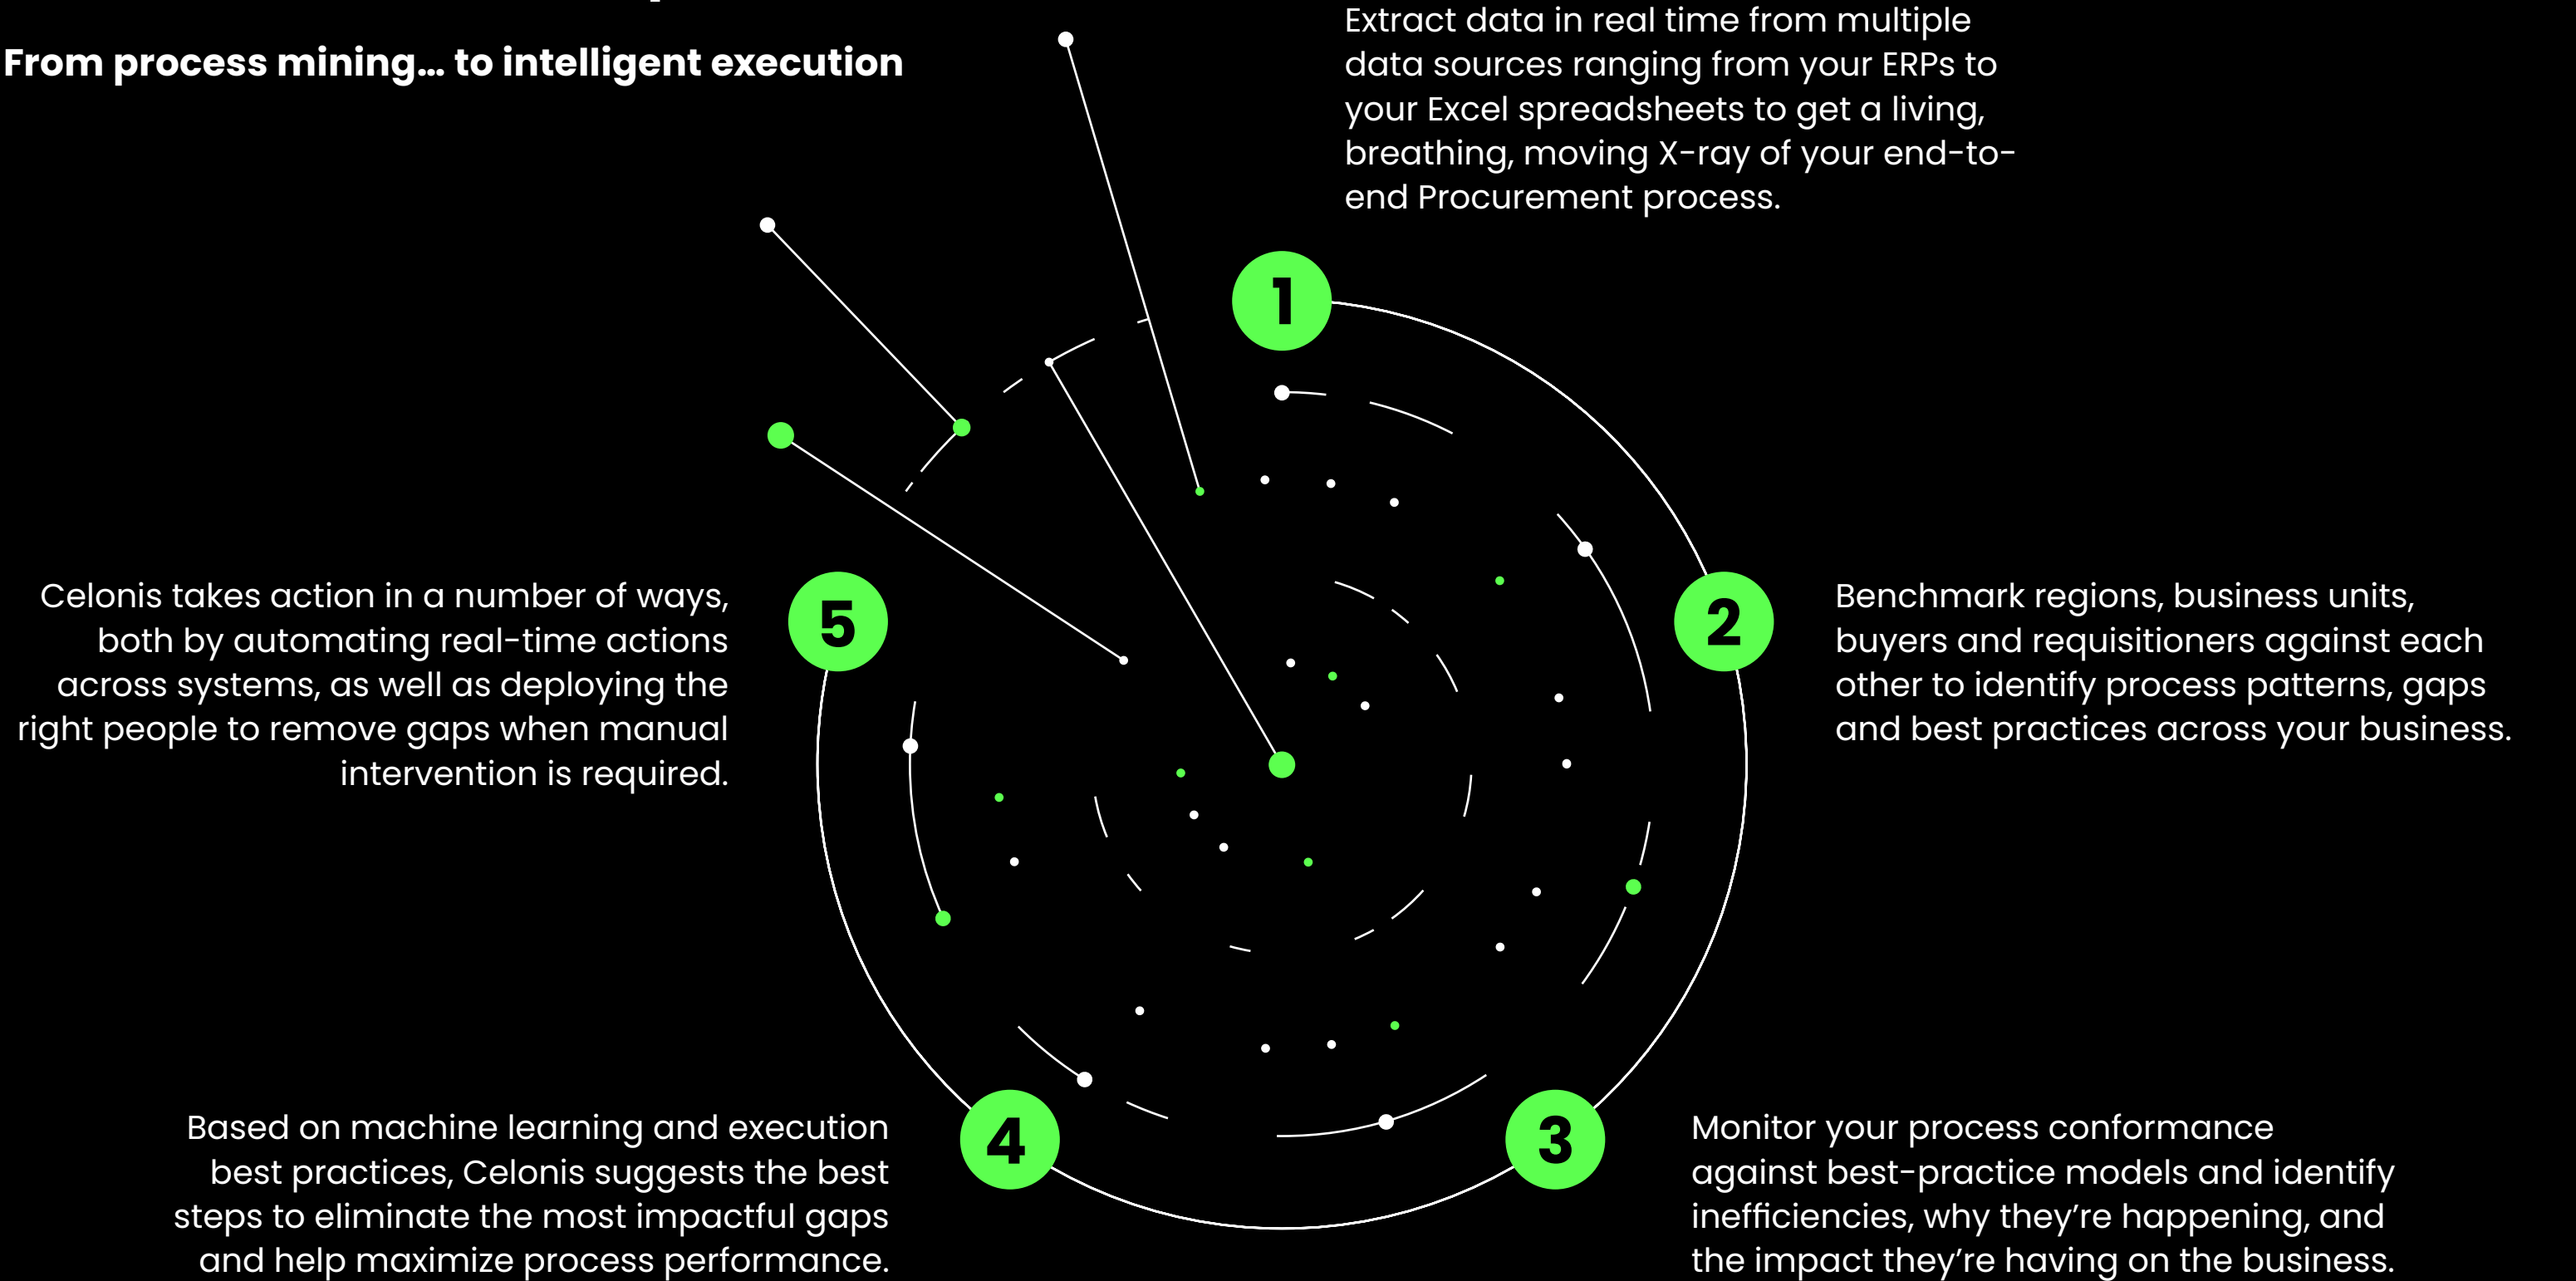 From process mining... to intelligent execution
Extract data in real time from multiple
data sources ranging from your ERPs to
your Excel spreadsheets to get a living,
breathing, moving X-ray of your end-to-
end Procurement process.
1
2
Benchmark regions, business units,
buyers and requisitioners against each
other to identify process patterns, gaps
and best practices across your business.
3
Monitor your process conformance
against best-practice models and identify
inefficiencies, why they’re happening, and
the impact they’re having on the business.
4
Based on machine learning and execution
best practices, Celonis suggests the best
steps to eliminate the most impactful gaps
and help maximize process performance.
5
Celonis takes action in a number of ways,
both by automating real-time actions
across systems, as well as deploying the
right people to remove gaps when manual
intervention is required.